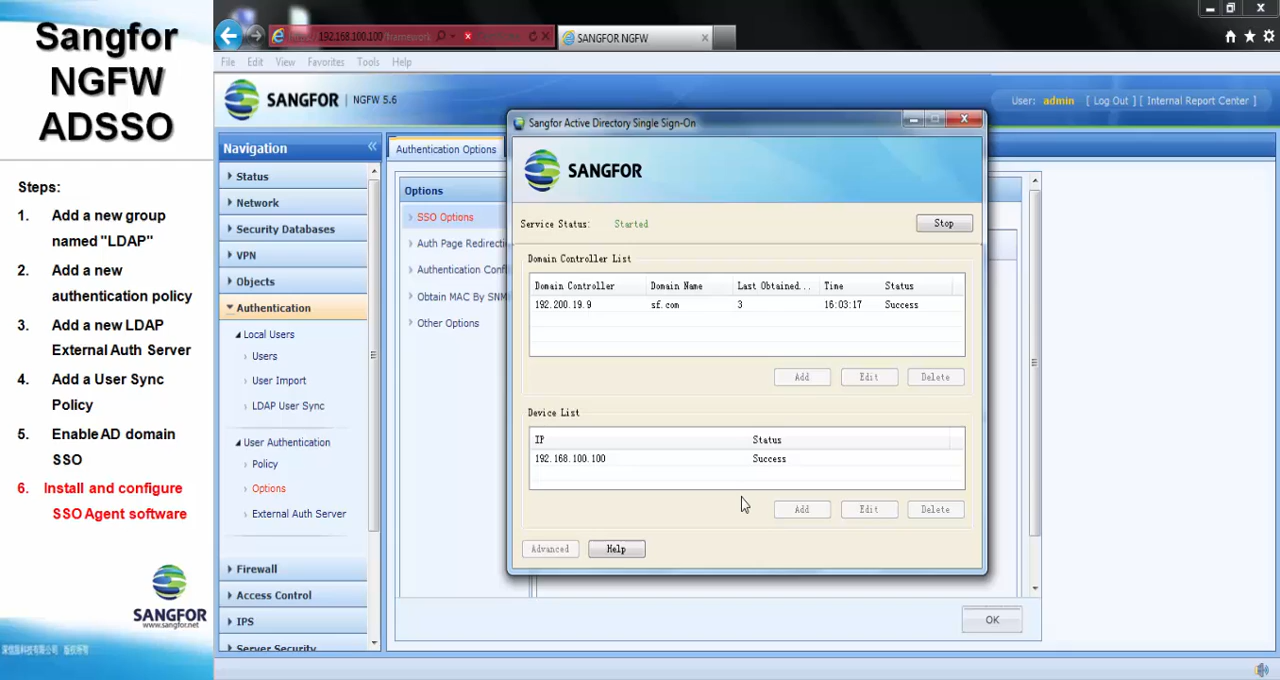 Sangfor
NGFW
ADSSO
Steps:
1. Add a new group
named "LDAP"
2. Add a new
authentication policy
3. Add a new LDAP
External Auth Server
4. Add a User Sync
Policy
5. Enable AD domain
SSO
6. Install and configure
SSO Agent software
SANGFOR
www.sangfor.net
192.168.100.100/framework
SANGFOR NGFW
File Edit View Favorites Tools Help
SANGFOR | NGFW 5.6
User: admin [ Log Out ] [ Internal Report Center ]
Navigation
Status
Network
Security Databases
VPN
Objects
Authentication
Local Users
Users
User Import
LDAP User Sync
User Authentication
Policy
Options
External Auth Server
Firewall
Access Control
IPS
Server Security
Authentication Options
Options
SSO Options
Auth Page Redirecti
Authentication Conf
Obtain MAC By SNM
Other Options
OK
Sangfor Active Directory Single Sign-On
SANGFOR
Service Status: Started Stop
Domain Controller List
Domain Controller Domain Name Last Obtained... Time Status
192.200.19.9 sf.com 3 16:03:17 Success
Add Edit Delete
Device List
IP Status
192.168.100.100 Success
Add Edit Delete
Advanced Help